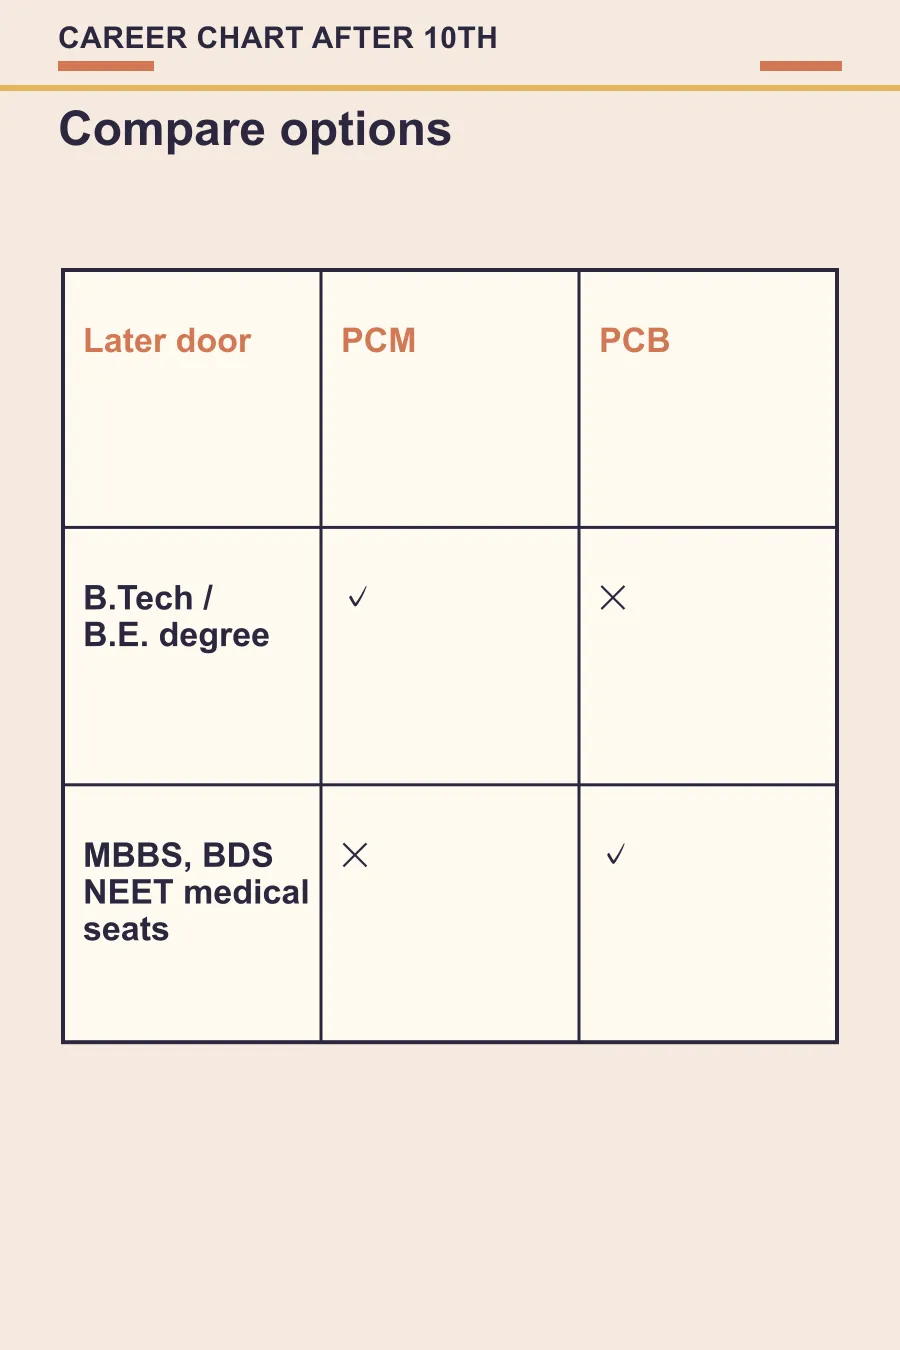 CAREER CHART AFTER 10TH
Compare options
Later door
PCM
PCB
B.Tech /
B.E. degree
✓
✕
MBBS, BDS
NEET medical
seats
✕
✓